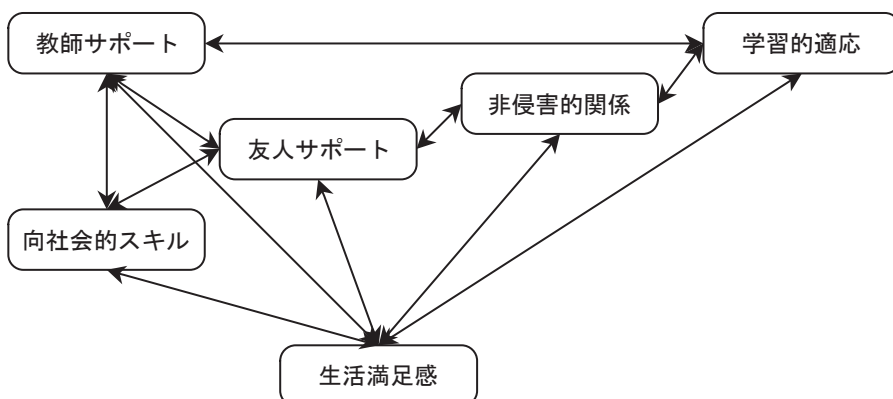 教師サポート
学習的適応
非侵害的関係
友人サポート
向社会的スキル
生活満足感